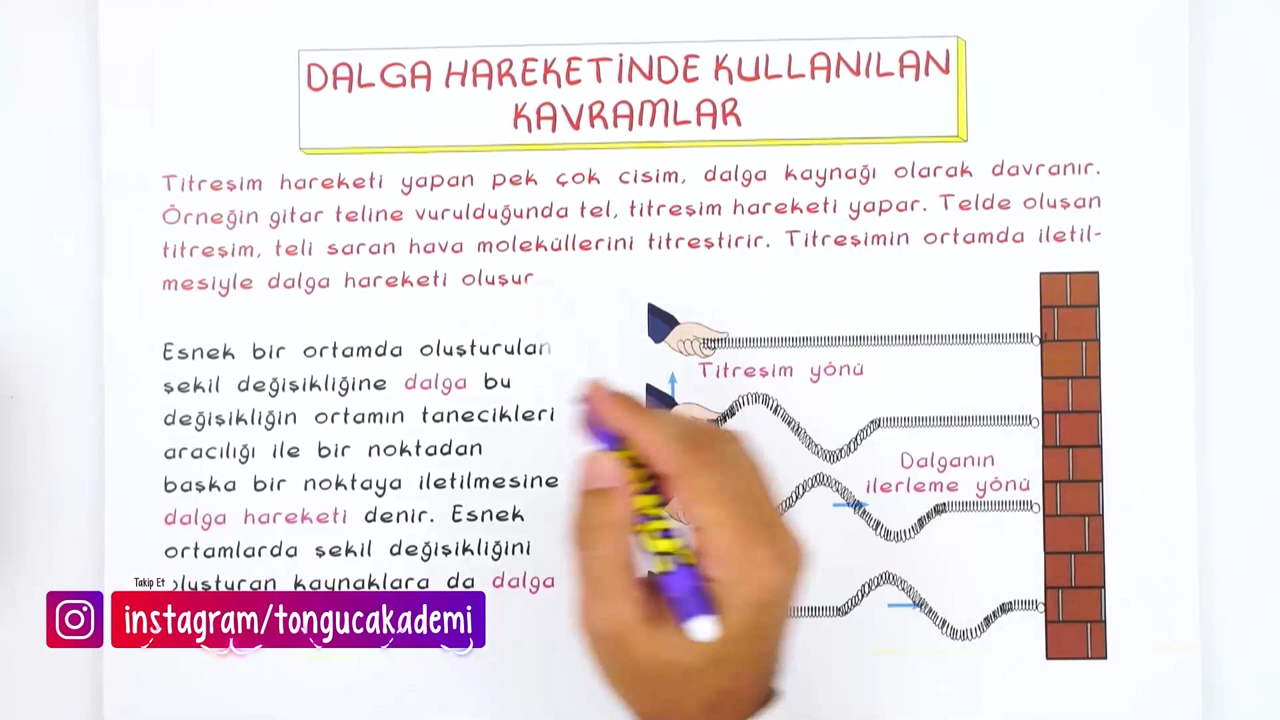 DALGA HAREKETİNDE KULLANILAN
KAVRAMLAR
Titreşim hareketi yapan pek çok cisim, dalga kaynağı olarak davranır.
Örneğin gitar teline vurulduğunda tel, titreşim hareketi yapar. Telde oluşan
titreşim, teli saran hava moleküllerini titreştirir. Titreşimin ortamda iletil-
mesiyle dalga hareketi oluşur
Esnek bir ortamda oluşturulan
şekil değişikliğine dalga bu
değişikliğin ortamın tanecikleri
aracılığı ile bir noktadan
başka bir noktaya iletilmesine
dalga hareketi denir. Esnek
ortamlarda şekil değişikliğini
oluşturan kaynaklara da dalga
Titreşim yönü
Dalganın
ilerleme yönü
Takip Et
instagram/tongucakademi